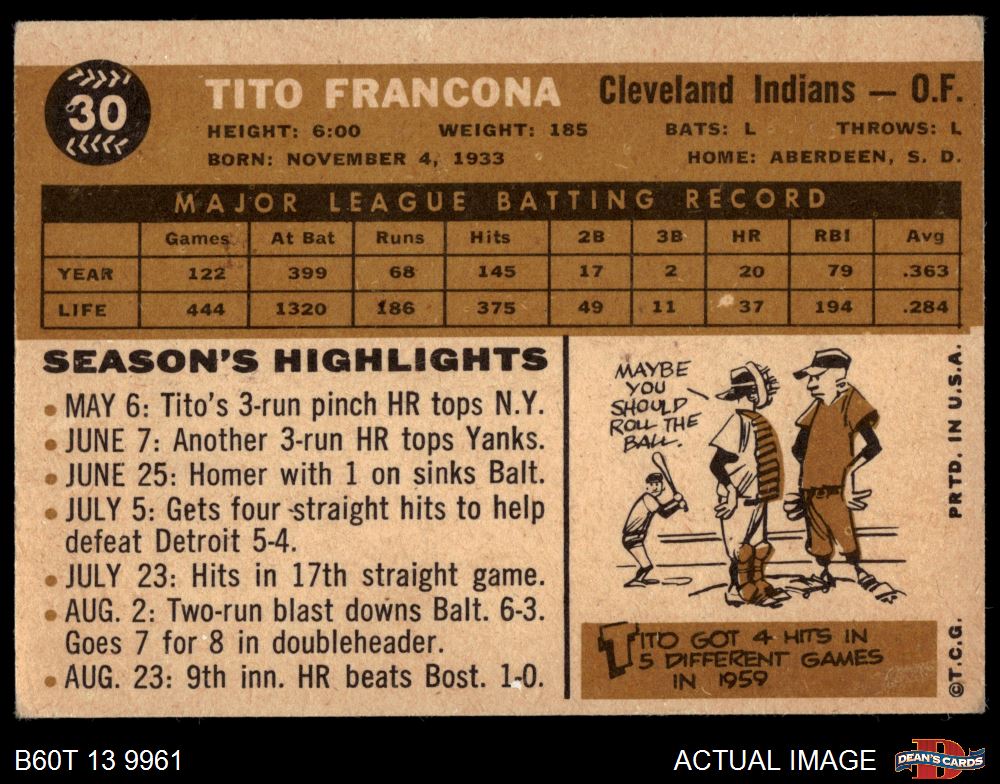 30
TITO FRANCONA
Cleveland Indians — O.F.
HEIGHT: 6:00 WEIGHT: 185 BATS: L THROWS: L
BORN: NOVEMBER 4, 1933 HOME: ABERDEEN, S. D.
MAJOR LEAGUE BATTING RECORD
Games At Bat Runs Hits 2B 3B HR RBI Avg
YEAR 122 399 68 145 17 2 20 79 .363
LIFE 444 1320 186 375 49 11 37 194 .284
SEASON'S HIGHLIGHTS
• MAY 6: Tito's 3-run pinch HR tops N.Y.
• JUNE 7: Another 3-run HR tops Yanks.
• JUNE 25: Homer with 1 on sinks Balt.
• JULY 5: Gets four straight hits to help
defeat Detroit 5-4.
• JULY 23: Hits in 17th straight game.
• AUG. 2: Two-run blast downs Balt. 6-3.
Goes 7 for 8 in doubleheader.
• AUG. 23: 9th inn. HR beats Bost. 1-0.
MAYBE
YOU
SHOULD
ROLL THE
BALL.
TITO GOT 4 HITS IN
5 DIFFERENT GAMES
IN 1959
©T.C.G. PRTD. IN U.S.A.
B60T 13 9961
ACTUAL IMAGE
D
DEAN'S CARDS